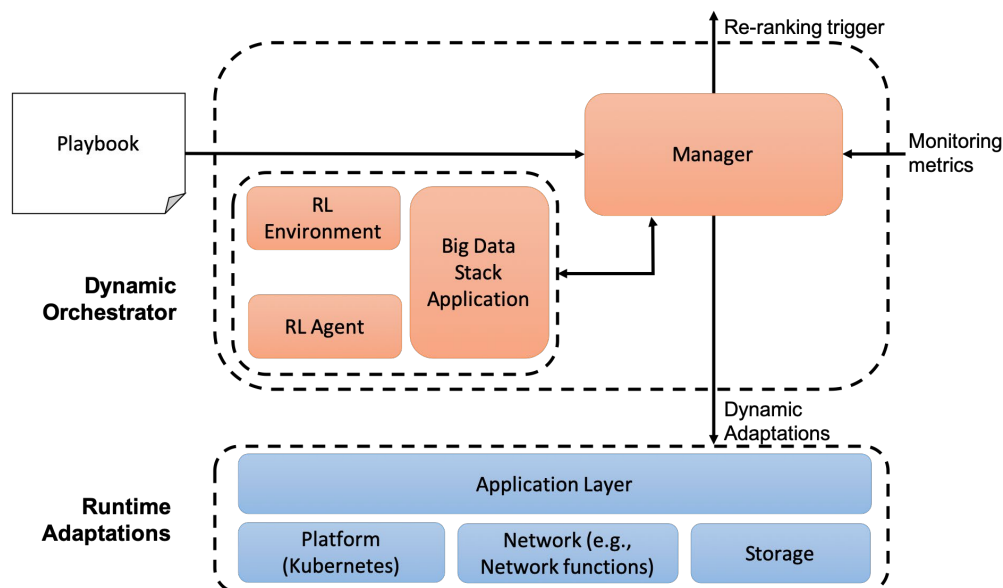 Re-ranking trigger
Playbook
Manager
Monitoring
metrics
RL
Environment
Big Data
Stack
Application
RL Agent
Dynamic
Orchestrator
Dynamic
Adaptations
Runtime
Adaptations
Application Layer
Platform
(Kubernetes)
Network (e.g.,
Network functions)
Storage